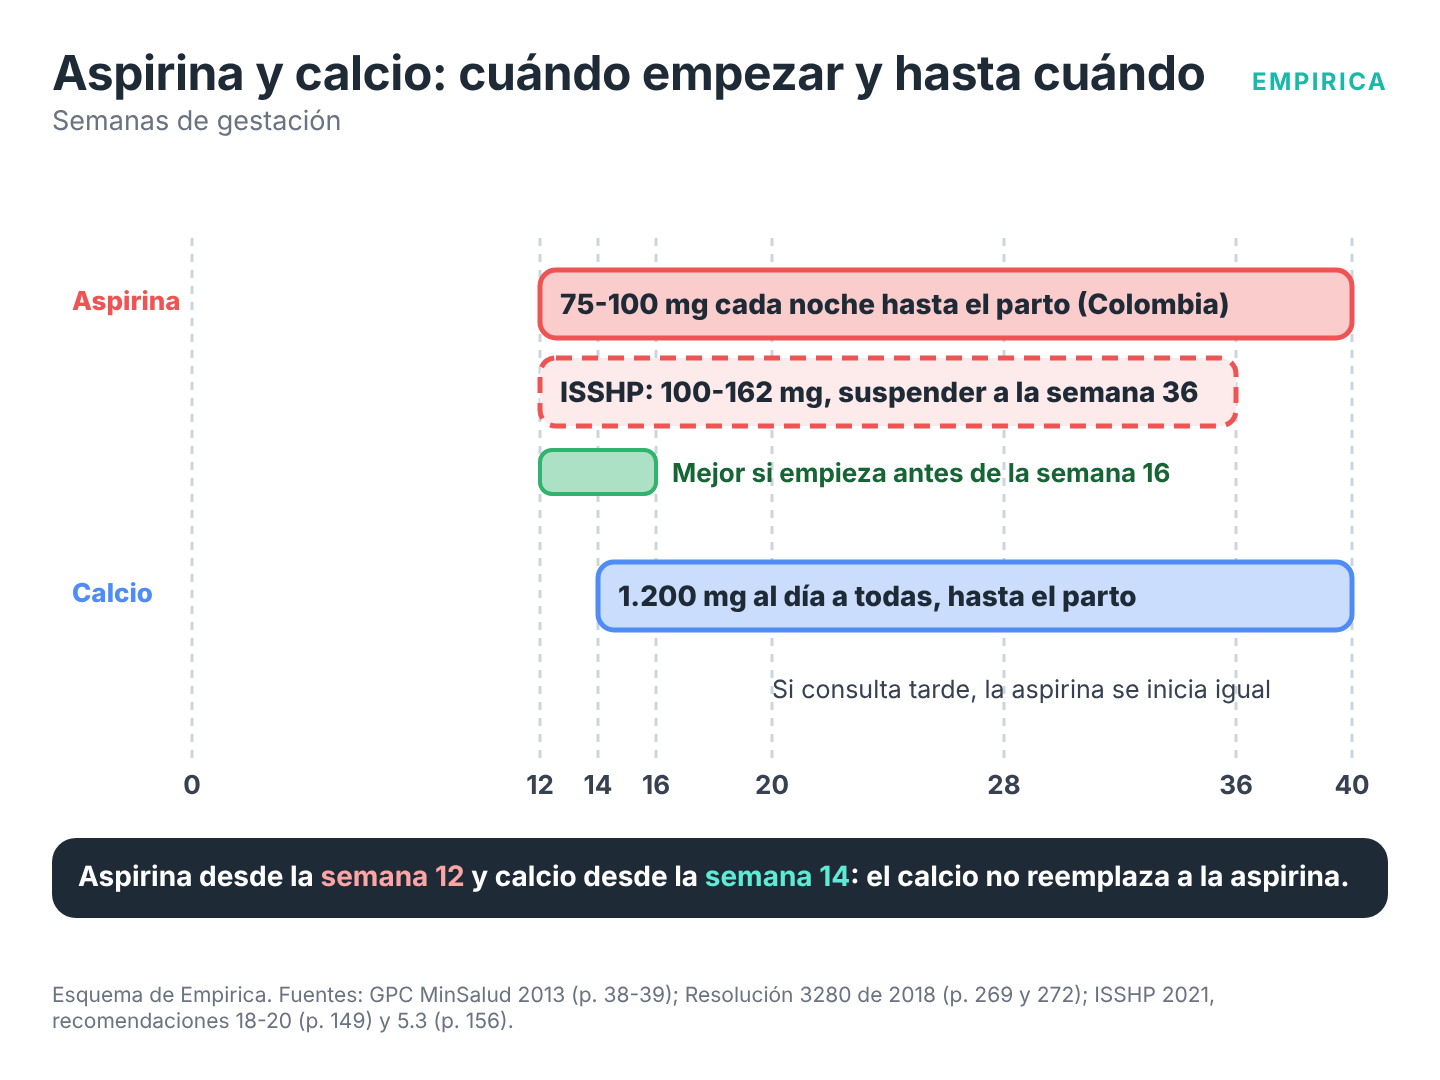 Aspirina y calcio: cuándo empezar y hasta cuándo
EMPIRICA
Semanas de gestación
Aspirina
75-100 mg cada noche hasta el parto (Colombia)
ISSHP: 100-162 mg, suspender a la semana 36
Mejor si empieza antes de la semana 16
Calcio
1.200 mg al día a todas, hasta el parto
Si consulta tarde, la aspirina se inicia igual
0 12 14 16 20 28 36 40
Aspirina desde la semana 12 y calcio desde la semana 14: el calcio no reemplaza a la aspirina.
Esquema de Empirica. Fuentes: GPC MinSalud 2013 (p. 38-39); Resolución 3280 de 2018 (p. 269 y 272); ISSHP 2021,
recomendaciones 18-20 (p. 149) y 5.3 (p. 156).